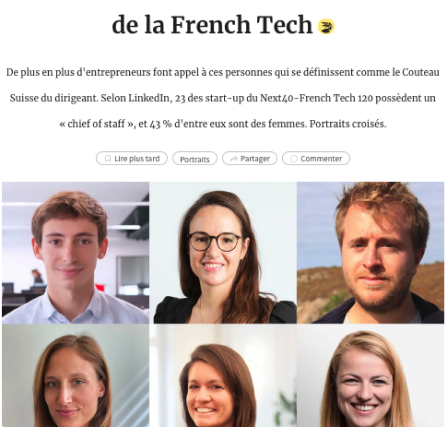 de la French Tech
De plus en plus d'entrepreneurs font appel à ces personnes qui se définissent comme le Couteau
Suisse du dirigeant. Selon LinkedIn, 23 des start-up du Next40-French Tech 120 possèdent un
« chief of staff », et 43 % d'entre eux sont des femmes. Portraits croisés.
Lire plus tard Portraits Partager Commenter